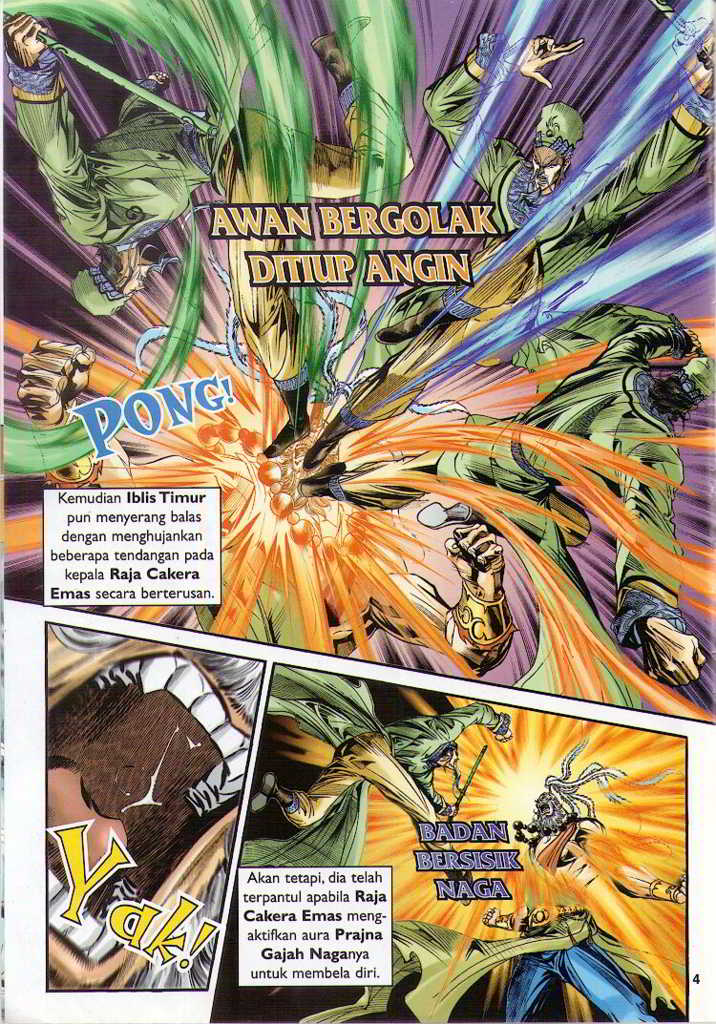 AWAN BERGOLAK
DITIUP ANGIN
PONG!
Kemudian Iblis Timur
pun menyerang balas
dengan menghujankan
beberapa tendangan pada
kepala Raja Cakera
Emas secara berterusan.
Yak!
BADAN
BERSISIK
NAGA
Akan tetapi, dia telah
terpantul apabila Raja
Cakera Emas meng-
aktifkan aura Prajna
Gajah Naganya
untuk membela diri.
4